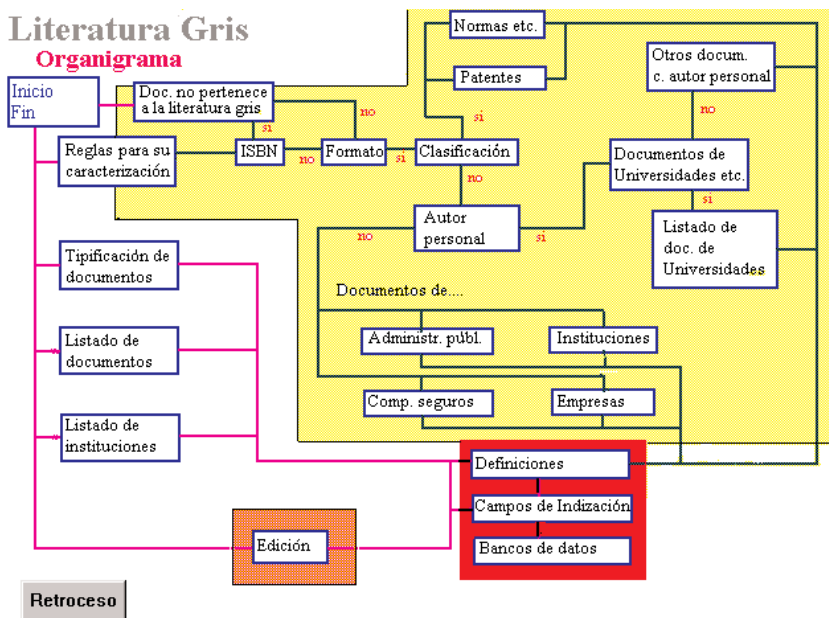 Literatura Gris
Organigrama
Inicio
Fin
Doc. no pertenece
a la literatura gris
Normas etc.
Patentes
Otros docum.
c. autor personal
no
si
si
no
Reglas para su
caracterización
ISBN
no
Formato
si
Clasificación
Documentos de
Universidades etc.
no
si
Autor
personal
no
si
Listado de
doc. de
Universidades
Tipificación de
documentos
Documentos de....
Administr. públ.
Instituciones
Listado de
documentos
Comp. seguros
Empresas
Listado de
instituciones
Definiciones
Campos de Indización
Edición
Bancos de datos
Retroceso